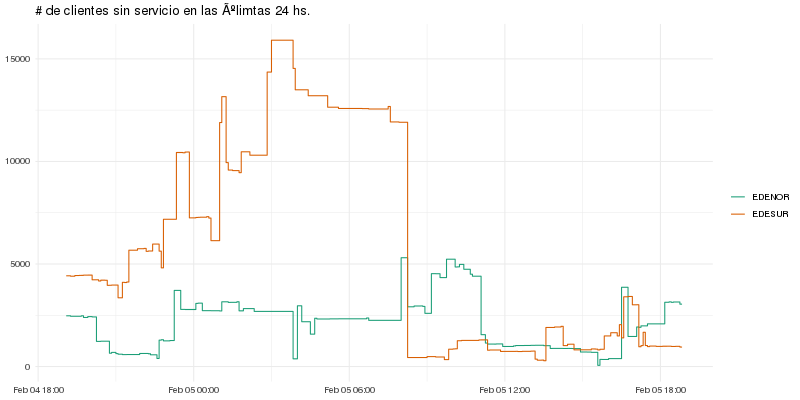 # de clientes sin servicio en las Ãºlimtas 24 hs.
15000
10000
5000
0
Feb 04 18:00
Feb 05 00:00
Feb 05 06:00
Feb 05 12:00
Feb 05 18:00
EDENOR
EDESUR